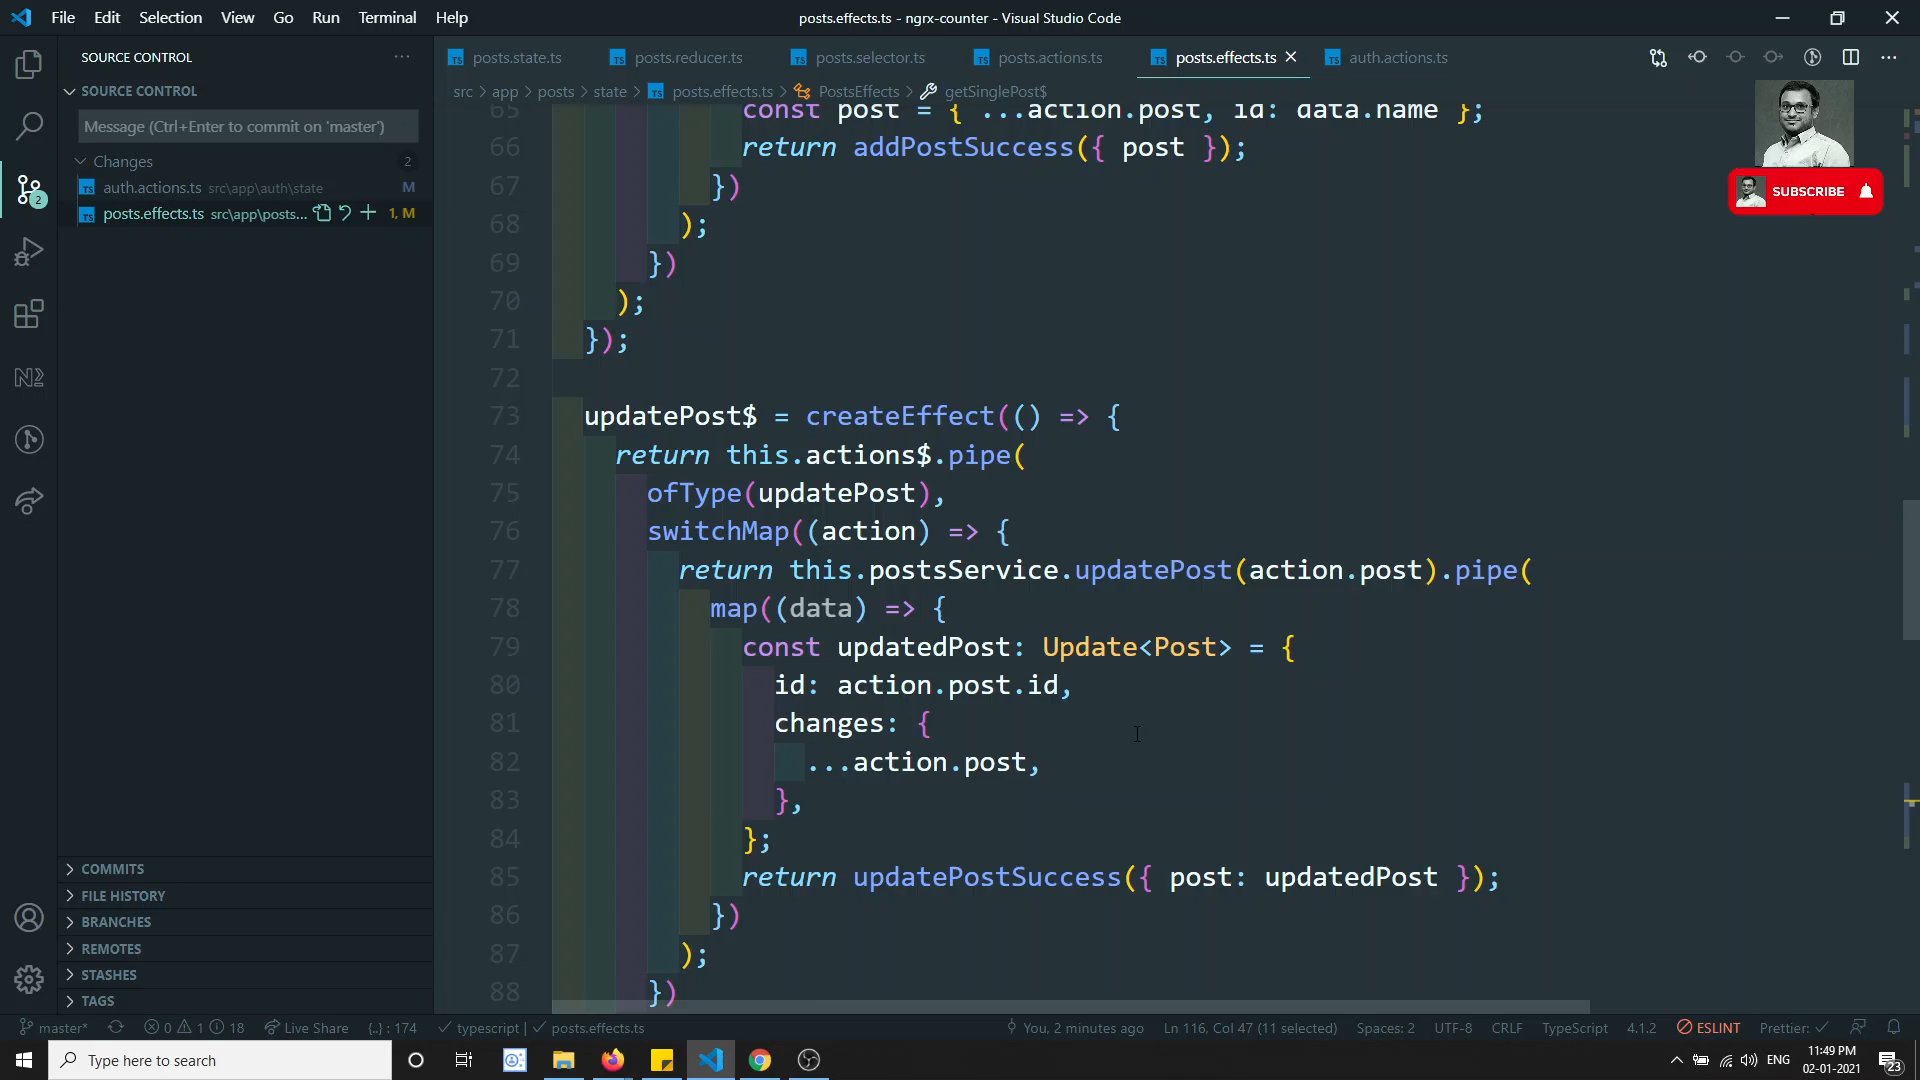 File Edit Selection View Go Run Terminal Help
posts.effects.ts - ngrx-counter - Visual Studio Code
SOURCE CONTROL
posts.state.ts posts.reducer.ts posts.selector.ts posts.actions.ts posts.effects.ts auth.actions.ts
SOURCE CONTROL
src > app > posts > state > posts.effects.ts > PostsEffects > getSinglePost$
Message (Ctrl+Enter to commit on 'master')
Changes 2
auth.actions.ts src\app\auth\state M
posts.effects.ts src\app\posts... 1, M
65 const post = { ...action.post, id: data.name };
66 return addPostSuccess({ post });
67 })
68 );
69 })
70 );
71 });
72
73 updatePost$ = createEffect(() => {
74 return this.actions$.pipe(
75 ofType(updatePost),
76 switchMap((action) => {
77 return this.postsService.updatePost(action.post).pipe(
78 map((data) => {
79 const updatedPost: Update<Post> = {
80 id: action.post.id,
81 changes: {
82 ...action.post,
83 },
84 };
85 return updatePostSuccess({ post: updatedPost });
86 })
87 );
88 })
SUBSCRIBE
COMMITS
FILE HISTORY
BRANCHES
REMOTES
STASHES
TAGS
2
master* 0 1 18 Live Share {..} : 174 typescript | posts.effects.ts You, 2 minutes ago Ln 116, Col 47 (11 selected) Spaces: 2 UTF-8 CRLF TypeScript 4.1.2 ESLINT Prettier: ✓
Type here to search
ENG 11:49 PM
02-01-2021
23